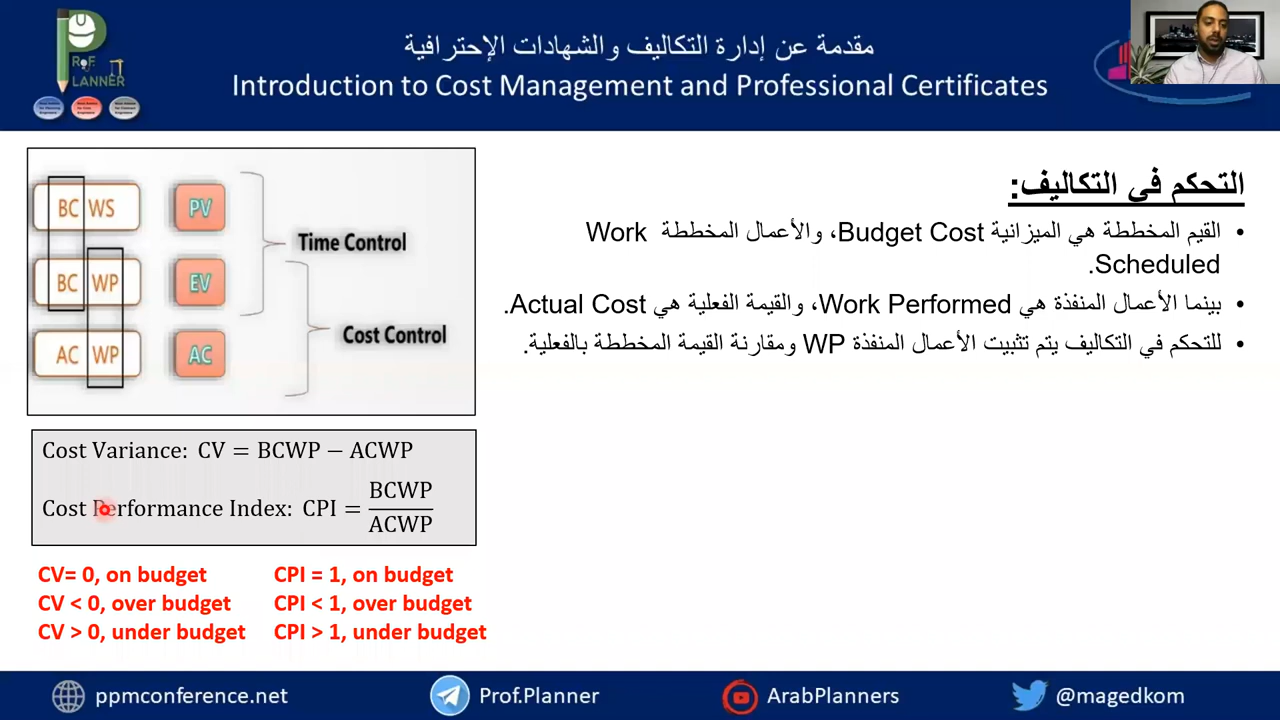 PROF.
PLANNER
مقدمة عن إدارة التكاليف والشهادات الإحترافية
Introduction to Cost Management and Professional Certificates
BC WS
PV
BC WP
EV
AC WP
AC
Time Control
Cost Control
التحكم في التكاليف:
• القيم المخططة هي الميزانية Budget Cost، والأعمال المخططة Work
Scheduled.
• بينما الأعمال المنفذة هي Work Performed، والقيمة الفعلية هي Actual Cost.
• للتحكم في التكاليف يتم تثبيت الأعمال المنفذة WP ومقارنة القيمة المخططة بالفعلية.
Cost Variance: CV = BCWP − ACWP
Cost Performance Index: CPI = BCWP
ACWP
CV= 0, on budget
CV < 0, over budget
CV > 0, under budget
CPI = 1, on budget
CPI < 1, over budget
CPI > 1, under budget
ppmconference.net
Prof.Planner
ArabPlanners
@magedkom